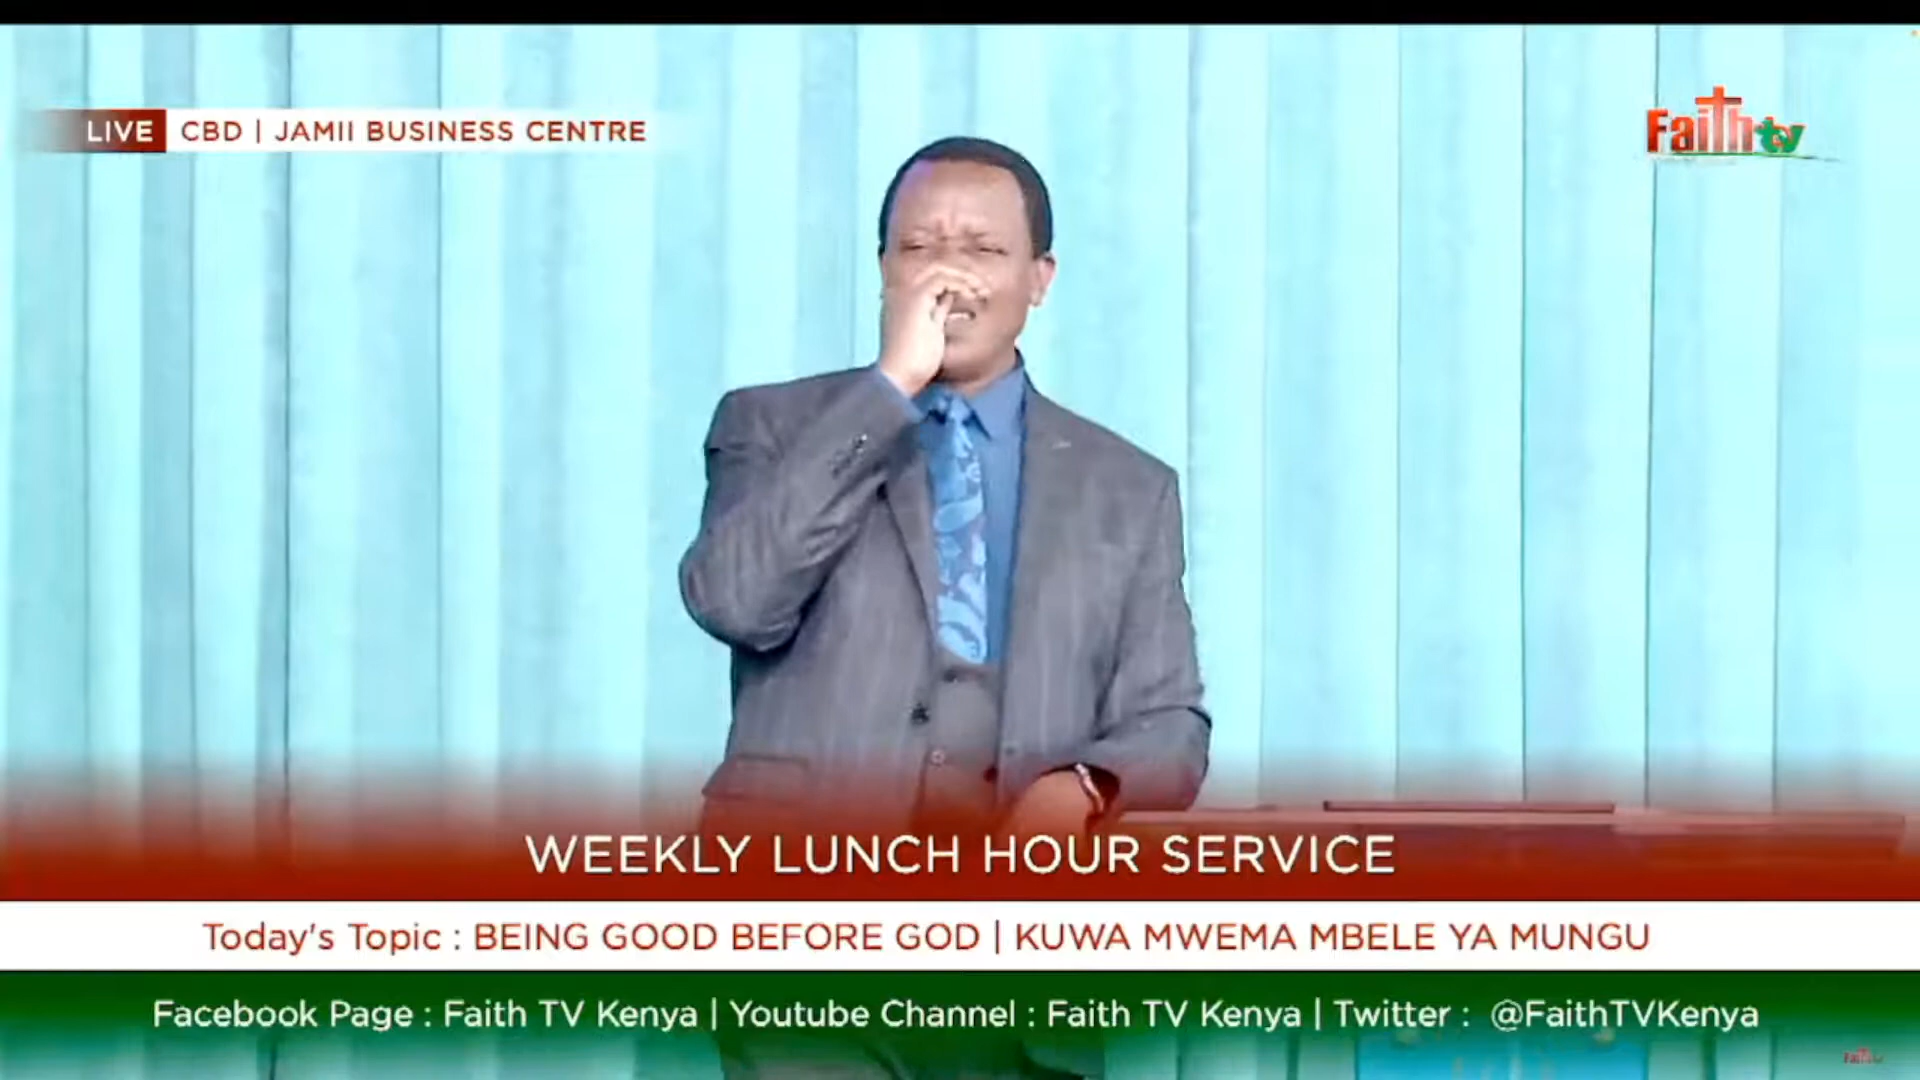 LIVE CBD | JAMII BUSINESS CENTRE
Faith tv
WEEKLY LUNCH HOUR SERVICE
Today's Topic : BEING GOOD BEFORE GOD | KUWA MWEMA MBELE YA MUNGU
Facebook Page : Faith TV Kenya | Youtube Channel : Faith TV Kenya | Twitter : @FaithTVKenya